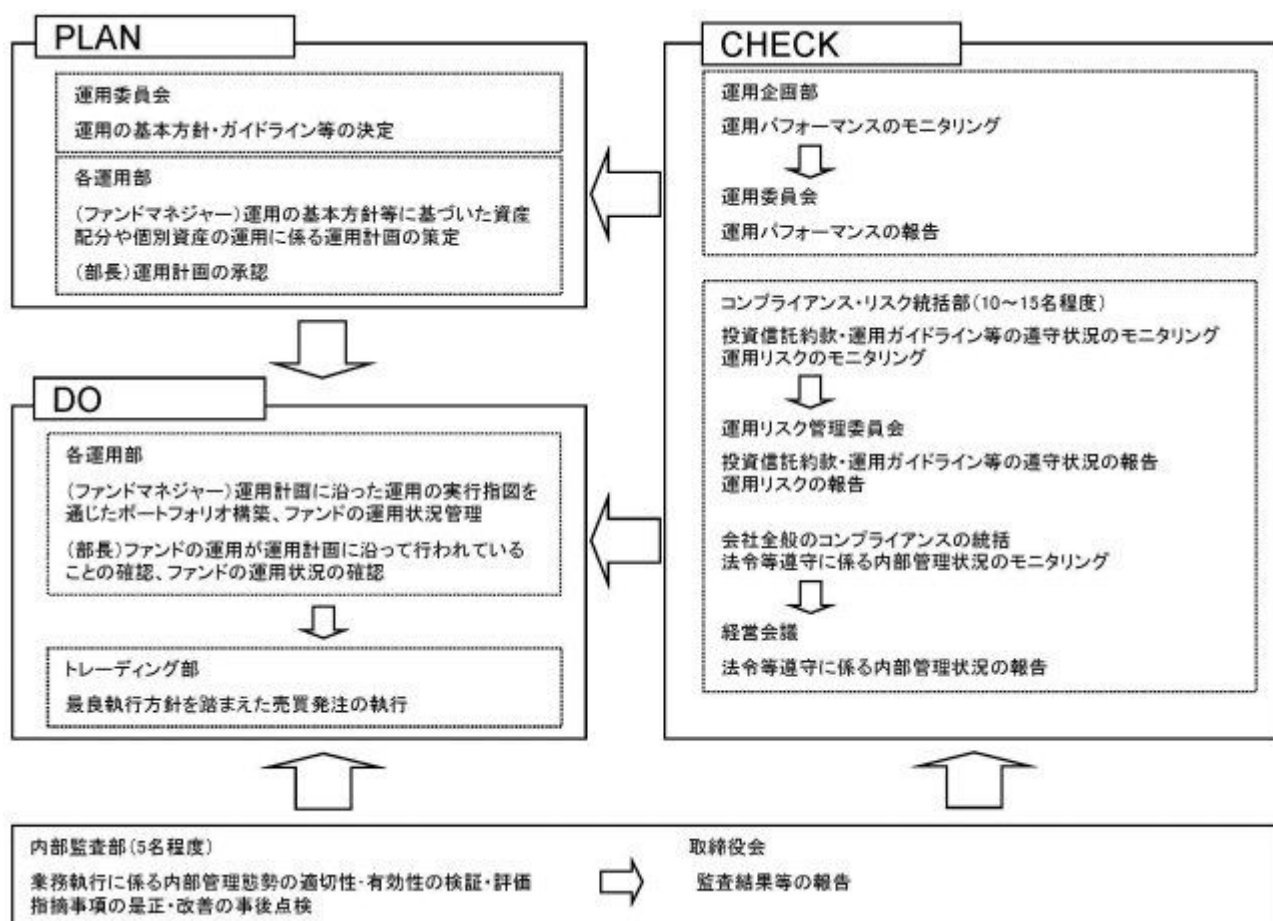 PLAN
運用委員会
運用の基本方針・ガイドライン等の決定
各運用部
(ファンドマネジャー)運用の基本方針等に基づいた資産
配分や個別資産の運用に係る運用計画の策定
(部長)運用計画の承認
DO
各運用部
(ファンドマネジャー)運用計画に沿った運用の実行指図を
通じたポートフォリオ構築、ファンドの運用状況管理
(部長)ファンドの運用が運用計画に沿って行われている
ことの確認、ファンドの運用状況の確認
トレーディング部
最良執行方針を踏まえた売買発注の執行
CHECK
運用企画部
運用パフォーマンスのモニタリング
運用委員会
運用パフォーマンスの報告
コンプライアンス・リスク統括部(10～15名程度)
投資信託約款・運用ガイドライン等の遵守状況のモニタリング
運用リスクのモニタリング
運用リスク管理委員会
投資信託約款・運用ガイドライン等の遵守状況の報告
運用リスクの報告
会社全般のコンプライアンスの統括
法令等遵守に係る内部管理状況のモニタリング
経営会議
法令等遵守に係る内部管理状況の報告
内部監査部(5名程度)
業務執行に係る内部管理態勢の適切性・有効性の検証・評価
指摘事項の是正・改善の事後点検
取締役会
監査結果等の報告